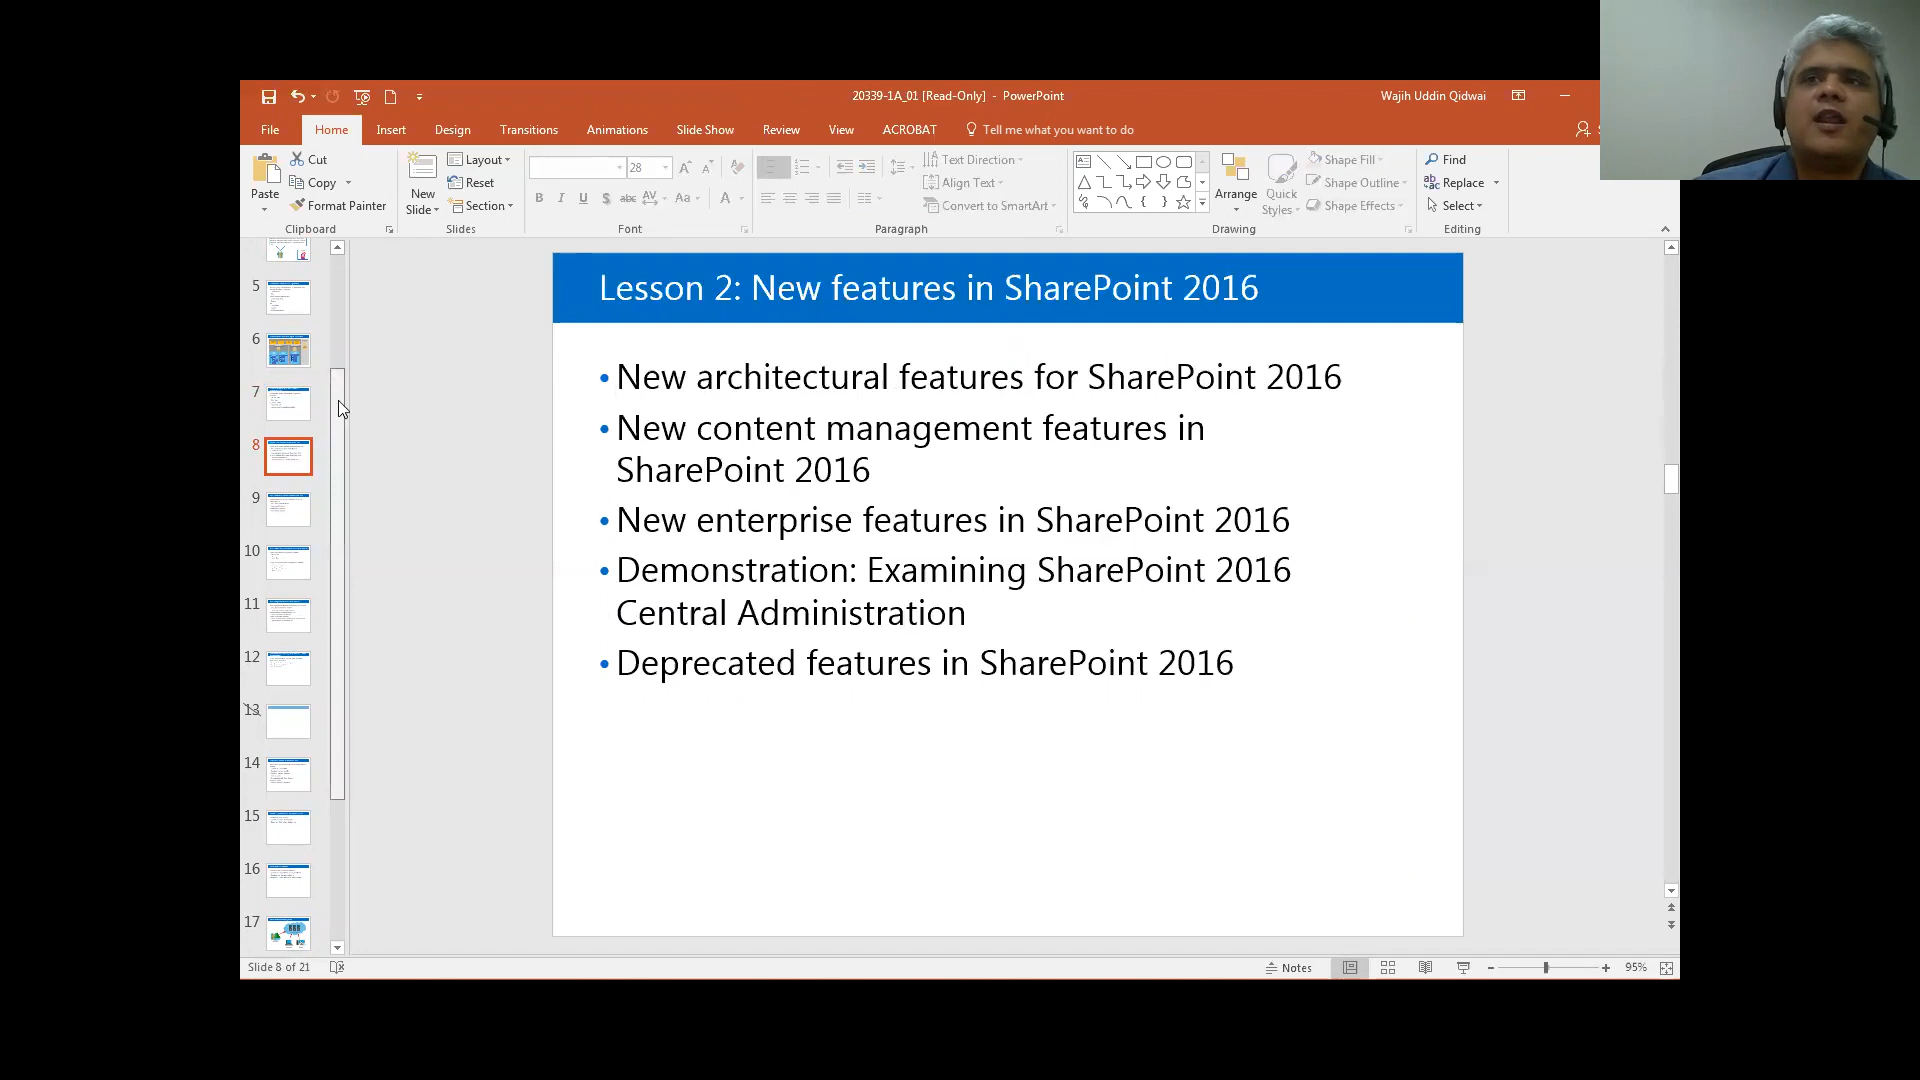 20339-1A_01 [Read-Only] - PowerPoint
Wajih Uddin Qidwai
File Home Insert Design Transitions Animations Slide Show Review View ACROBAT Tell me what you want to do
Paste
Cut
Copy
Format Painter
Clipboard
New
Slide
Layout
Reset
Section
Slides
28
B I U S abc AV Aa A
Font
Text Direction
Align Text
Convert to SmartArt
Paragraph
Arrange
Quick
Styles
Shape Fill
Shape Outline
Shape Effects
Drawing
Find
Replace
Select
Editing
5
6
7
8
9
10
11
12
13
14
15
16
17
Lesson 2: New features in SharePoint 2016
• New architectural features for SharePoint 2016
• New content management features in
SharePoint 2016
• New enterprise features in SharePoint 2016
• Demonstration: Examining SharePoint 2016
Central Administration
• Deprecated features in SharePoint 2016
Slide 8 of 21
Notes
95%